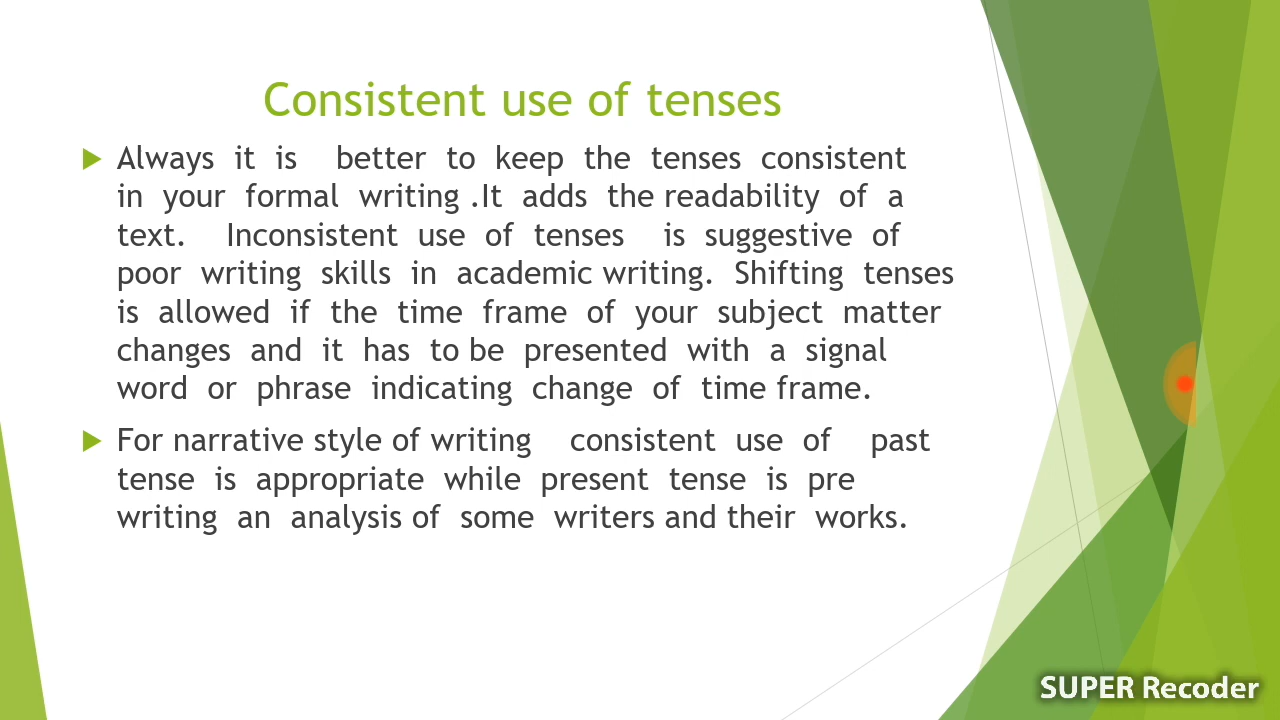 Consistent use of tenses
Always it is better to keep the tenses consistent
in your formal writing .It adds the readability of a
text. Inconsistent use of tenses is suggestive of
poor writing skills in academic writing. Shifting tenses
is allowed if the time frame of your subject matter
changes and it has to be presented with a signal
word or phrase indicating change of time frame.
For narrative style of writing consistent use of past
tense is appropriate while present tense is pre
writing an analysis of some writers and their works.
SUPER Recoder